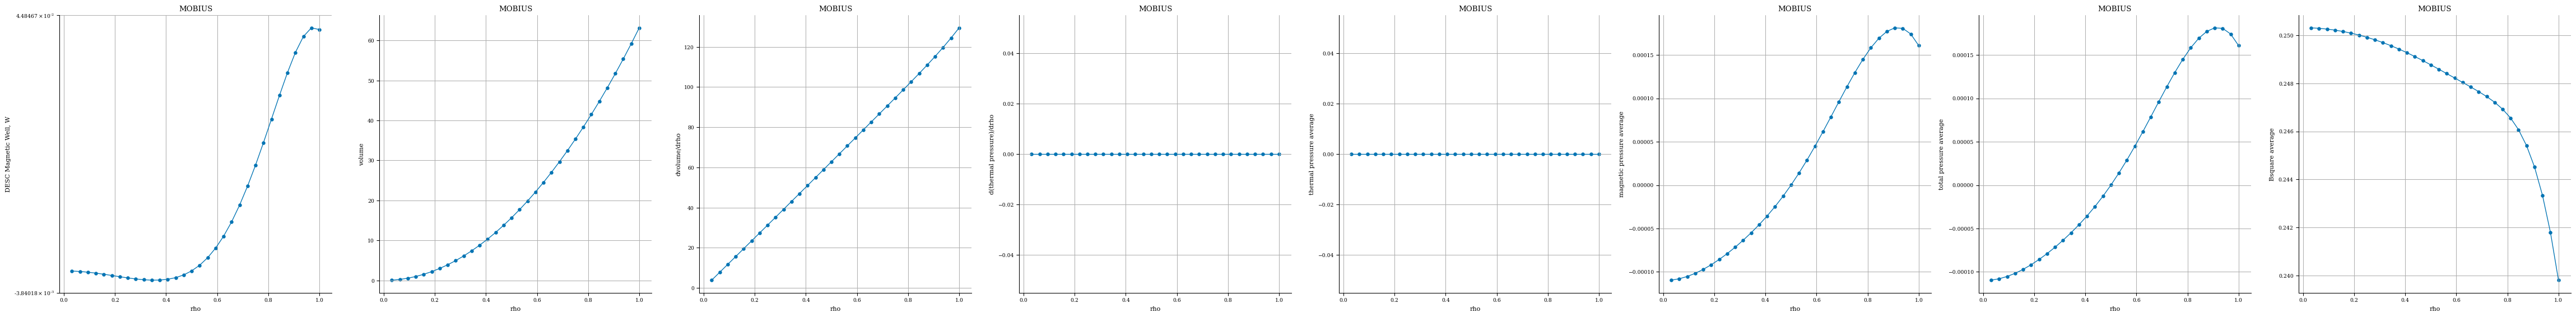 MOBIUS
4.48467 × 10⁻²
-3.84018 × 10⁻³
DESC Magnetic Well, W
0.0 0.2 0.4 0.6 0.8 1.0
rho
MOBIUS
60
50
40
30
20
10
0
volume
0.0 0.2 0.4 0.6 0.8 1.0
rho
MOBIUS
120
100
80
60
40
20
0
dvolume/drho
0.0 0.2 0.4 0.6 0.8 1.0
rho
MOBIUS
0.04
0.02
0.00
−0.02
−0.04
d(thermal pressure)/drho
0.0 0.2 0.4 0.6 0.8 1.0
rho
MOBIUS
0.04
0.02
0.00
−0.02
−0.04
thermal pressure average
0.0 0.2 0.4 0.6 0.8 1.0
rho
MOBIUS
0.00015
0.00010
0.00005
0.00000
−0.00005
−0.00010
magnetic pressure average
0.0 0.2 0.4 0.6 0.8 1.0
rho
MOBIUS
0.00015
0.00010
0.00005
0.00000
−0.00005
−0.00010
total pressure average
0.0 0.2 0.4 0.6 0.8 1.0
rho
MOBIUS
0.250
0.248
0.246
0.244
0.242
0.240
Bsquare average
0.0 0.2 0.4 0.6 0.8 1.0
rho